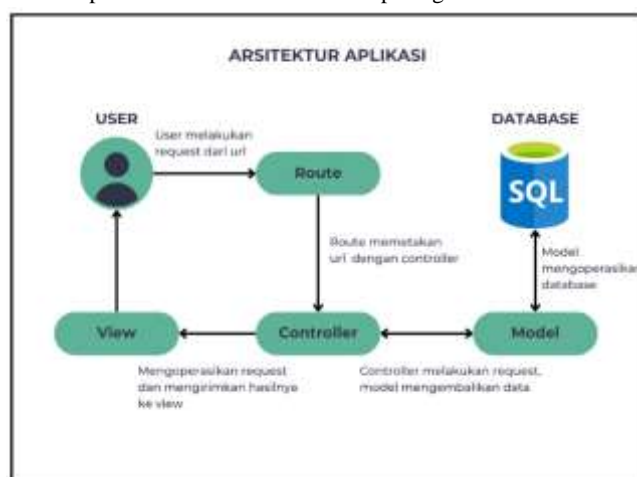 ARSITEKTUR APLIKASI
USER
DATABASE
User melakukan
request dari url
Route
SQL
Route memetakan
url dengan controller
Model
mengoperasikan
database
View
Controller
Model
Mengoperasikan request
dan mengirimkan hasilnya
ke view
Controller melakukan request,
model mengembalikan data